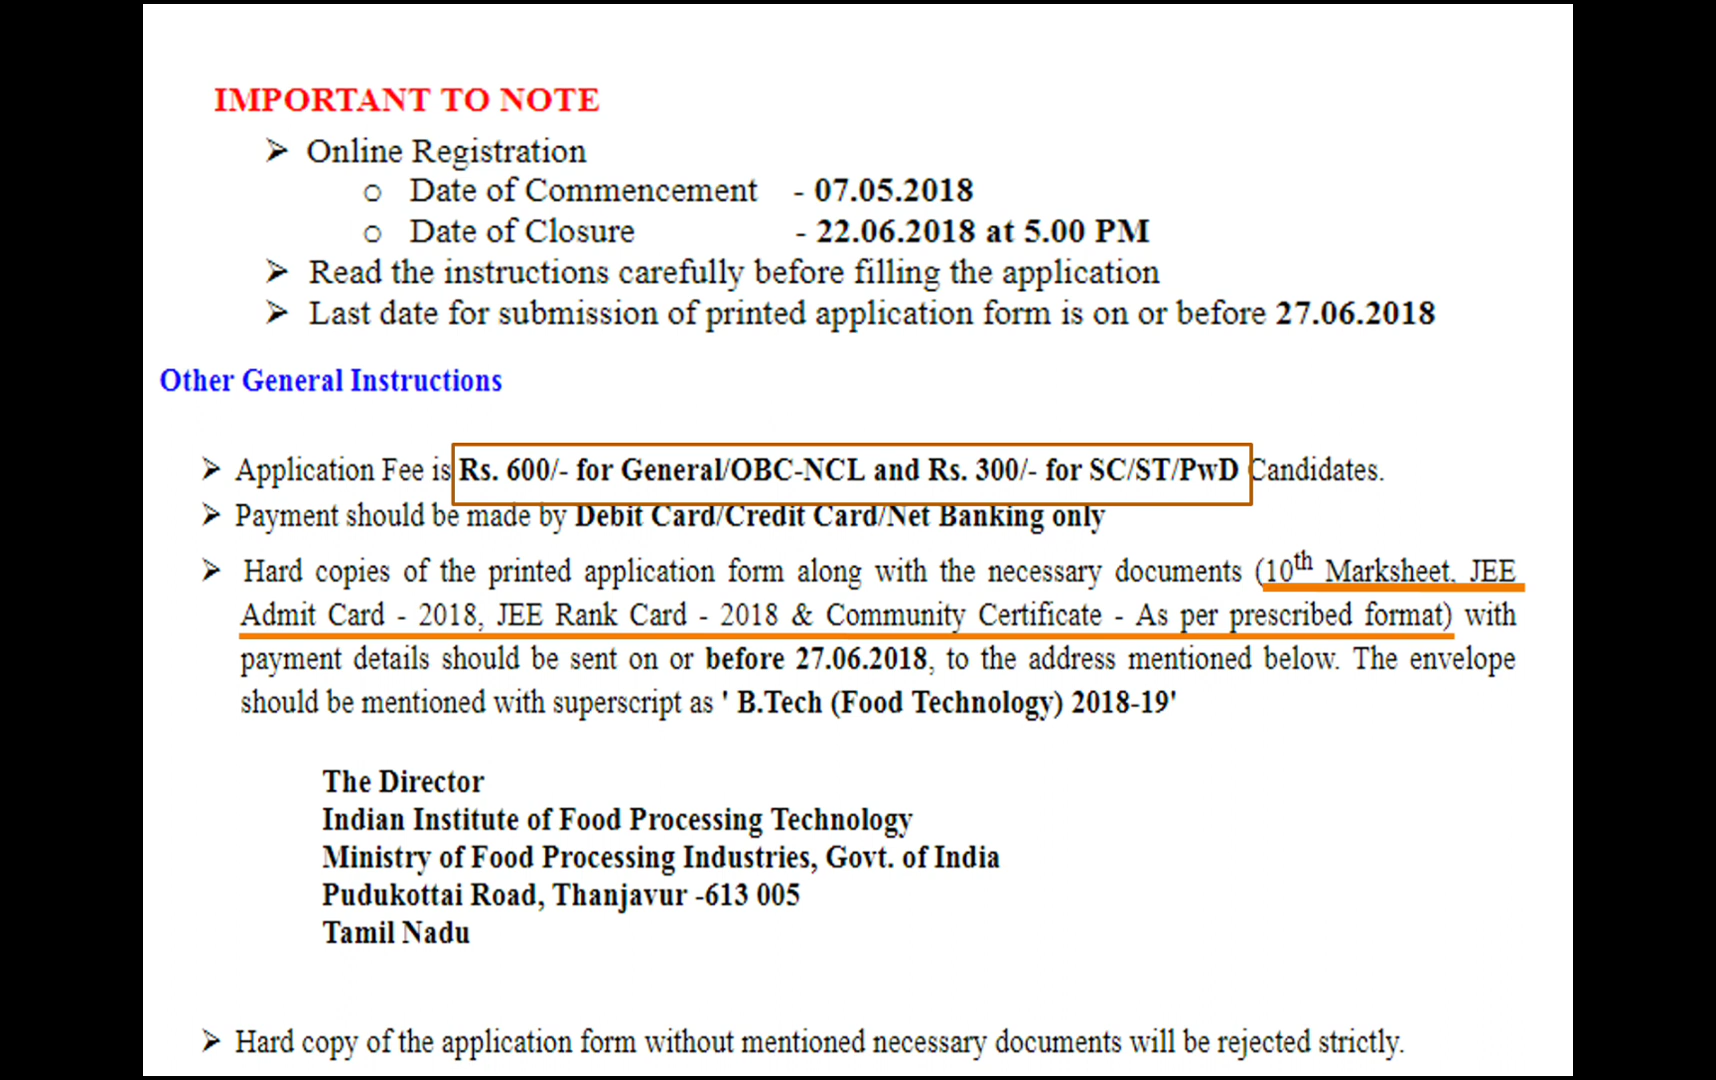 IMPORTANT TO NOTE
➢ Online Registration
o Date of Commencement - 07.05.2018
o Date of Closure - 22.06.2018 at 5.00 PM
➢ Read the instructions carefully before filling the application
➢ Last date for submission of printed application form is on or before 27.06.2018
Other General Instructions
➢ Application Fee is Rs. 600/- for General/OBC-NCL and Rs. 300/- for SC/ST/PwD Candidates.
➢ Payment should be made by Debit Card/Credit Card/Net Banking only
➢ Hard copies of the printed application form along with the necessary documents (10th Marksheet, JEE
Admit Card - 2018, JEE Rank Card - 2018 & Community Certificate - As per prescribed format) with
payment details should be sent on or before 27.06.2018, to the address mentioned below. The envelope
should be mentioned with superscript as ' B.Tech (Food Technology) 2018-19'
The Director
Indian Institute of Food Processing Technology
Ministry of Food Processing Industries, Govt. of India
Pudukottai Road, Thanjavur -613 005
Tamil Nadu
➢ Hard copy of the application form without mentioned necessary documents will be rejected strictly.